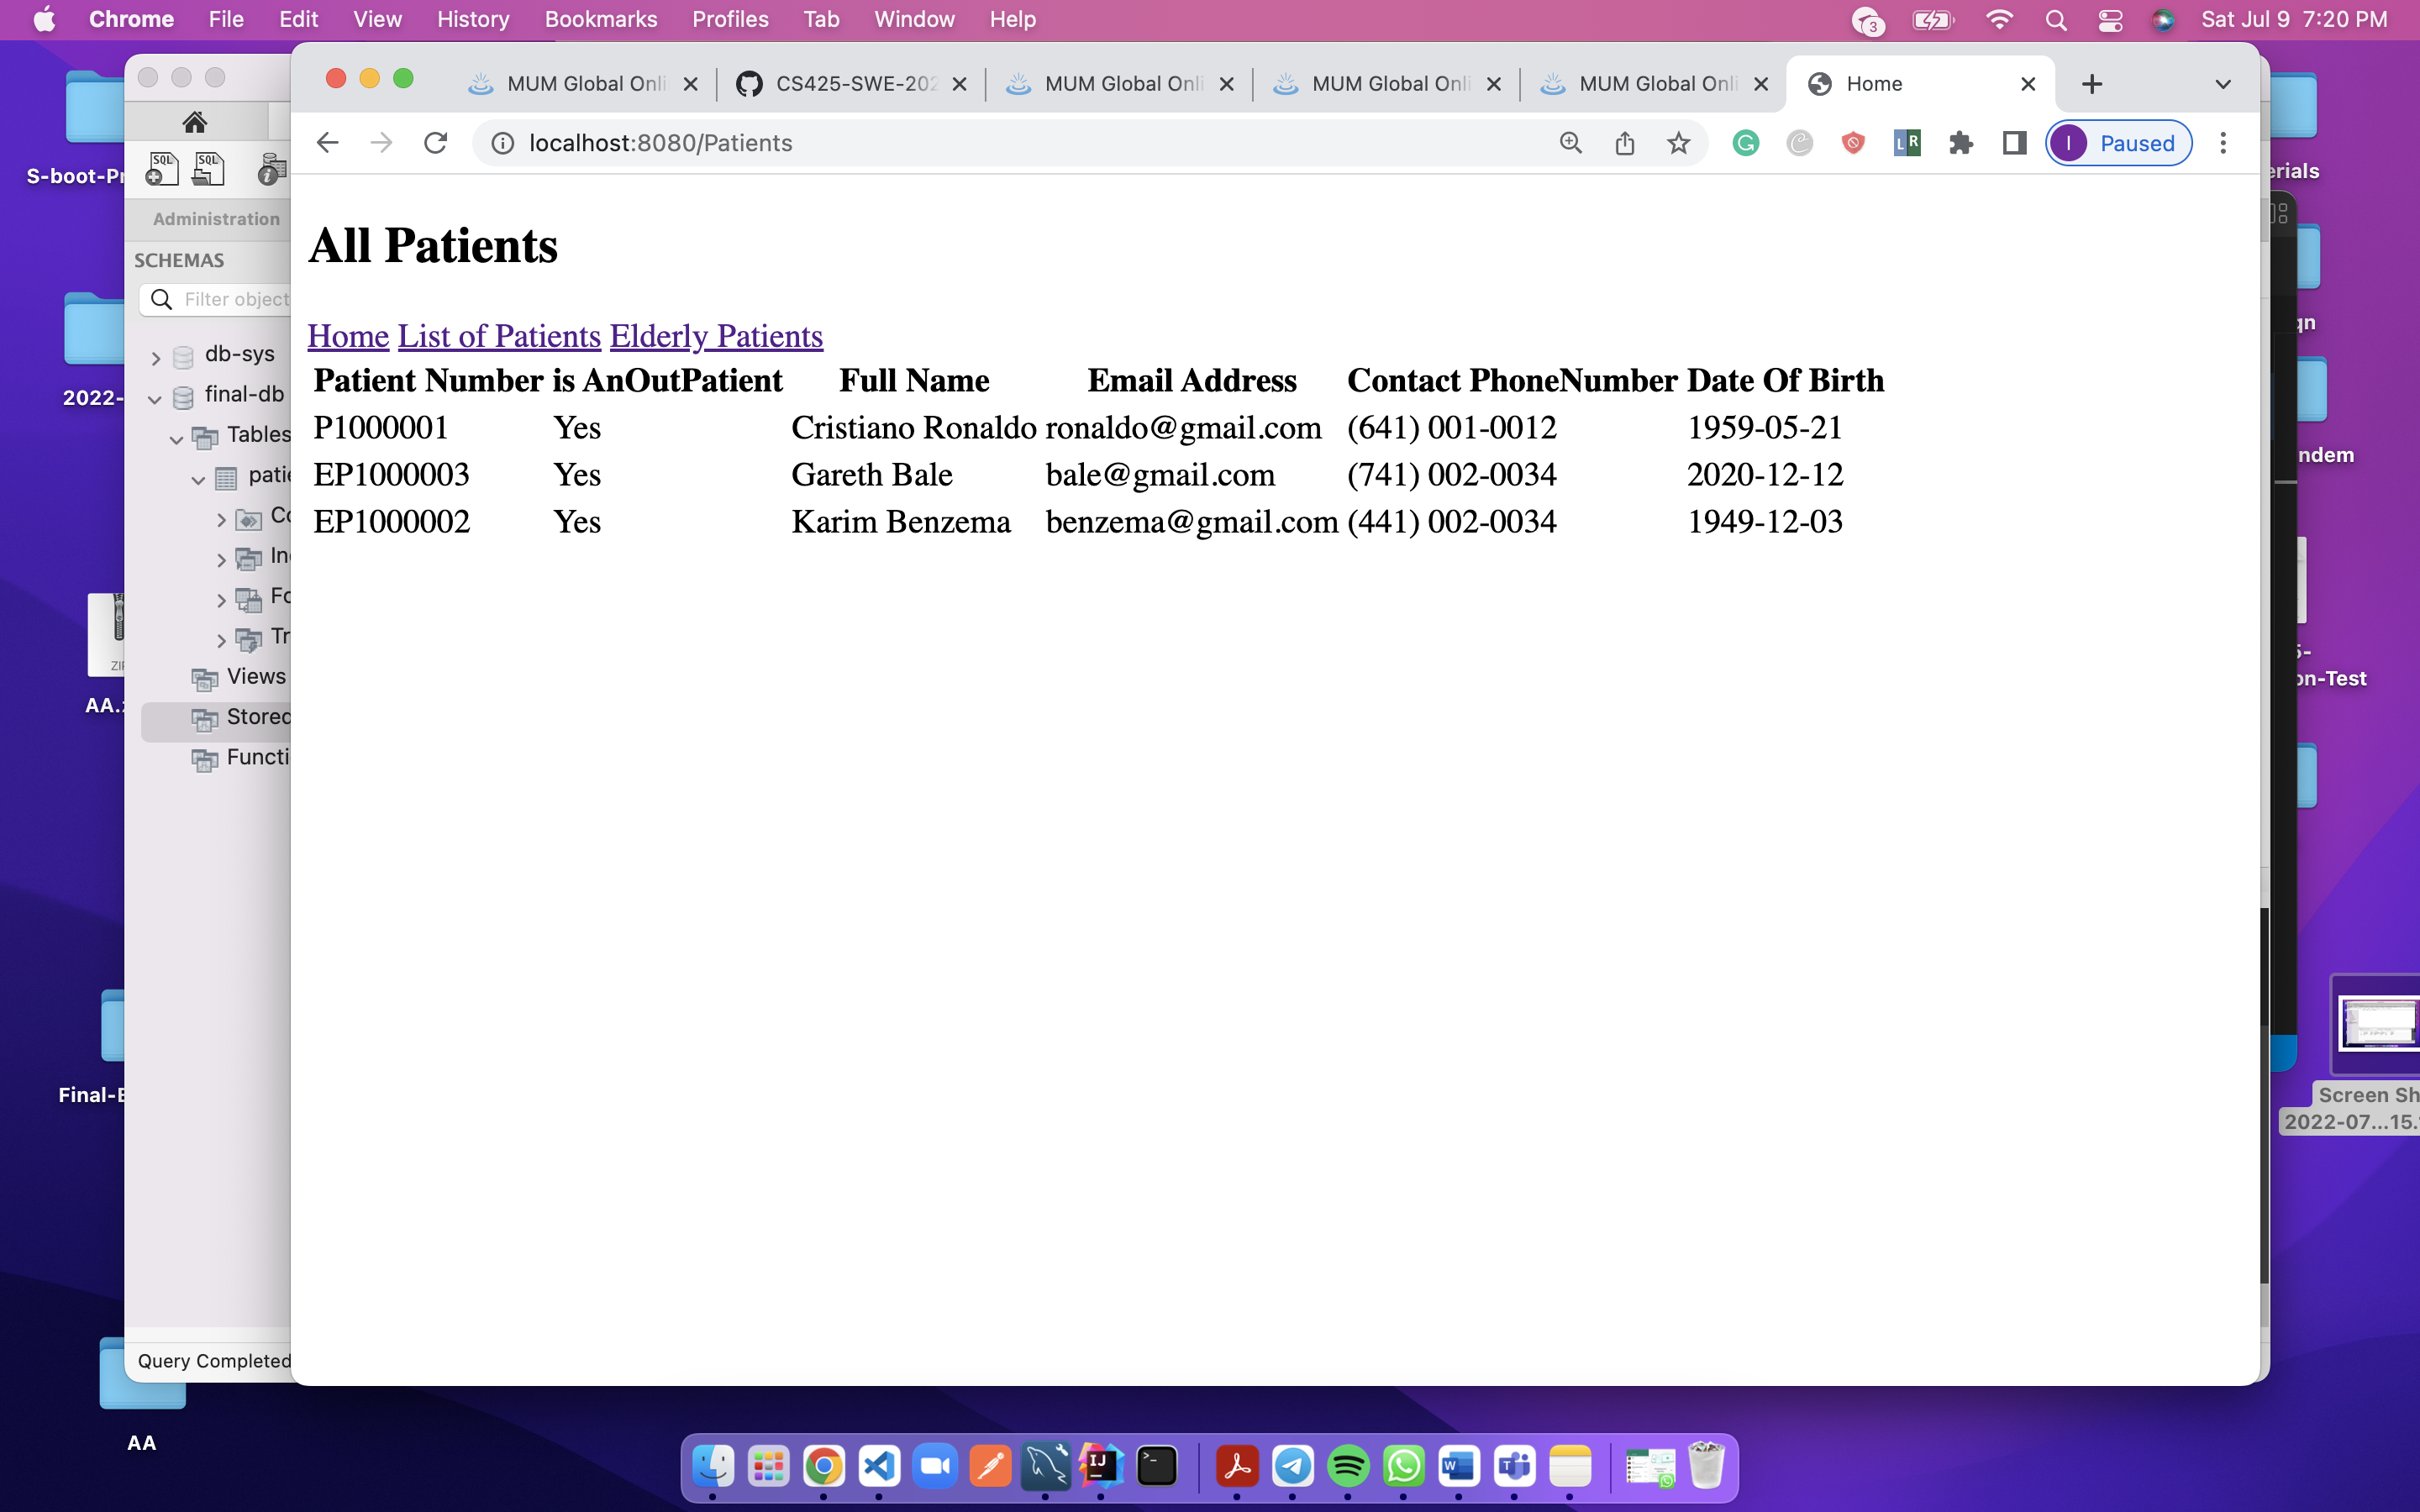 Chrome File Edit View History Bookmarks Profiles Tab Window Help 3 Sat Jul 9 7:20 PM
MUM Global Onli CS425-SWE-202 MUM Global Onli MUM Global Onli MUM Global Onli Home
localhost:8080/Patients I Paused
All Patients
Home List of Patients Elderly Patients
Patient Number is AnOutPatient Full Name Email Address Contact PhoneNumber Date Of Birth
P1000001 Yes Cristiano Ronaldo ronaldo@gmail.com (641) 001-0012 1959-05-21
EP1000003 Yes Gareth Bale bale@gmail.com (741) 002-0034 2020-12-12
EP1000002 Yes Karim Benzema benzema@gmail.com (441) 002-0034 1949-12-03
SQL SQL
Administration
SCHEMAS
Filter object
db-sys
final-db
Tables
patie
Co
In
Fo
Tr
Views
Stored
Functi
Query Completed
S-boot-Pr
2022-
ZIP
AA.
Final-E
AA
erials
ndem
on-Test
Screen Sh
2022-07...15.